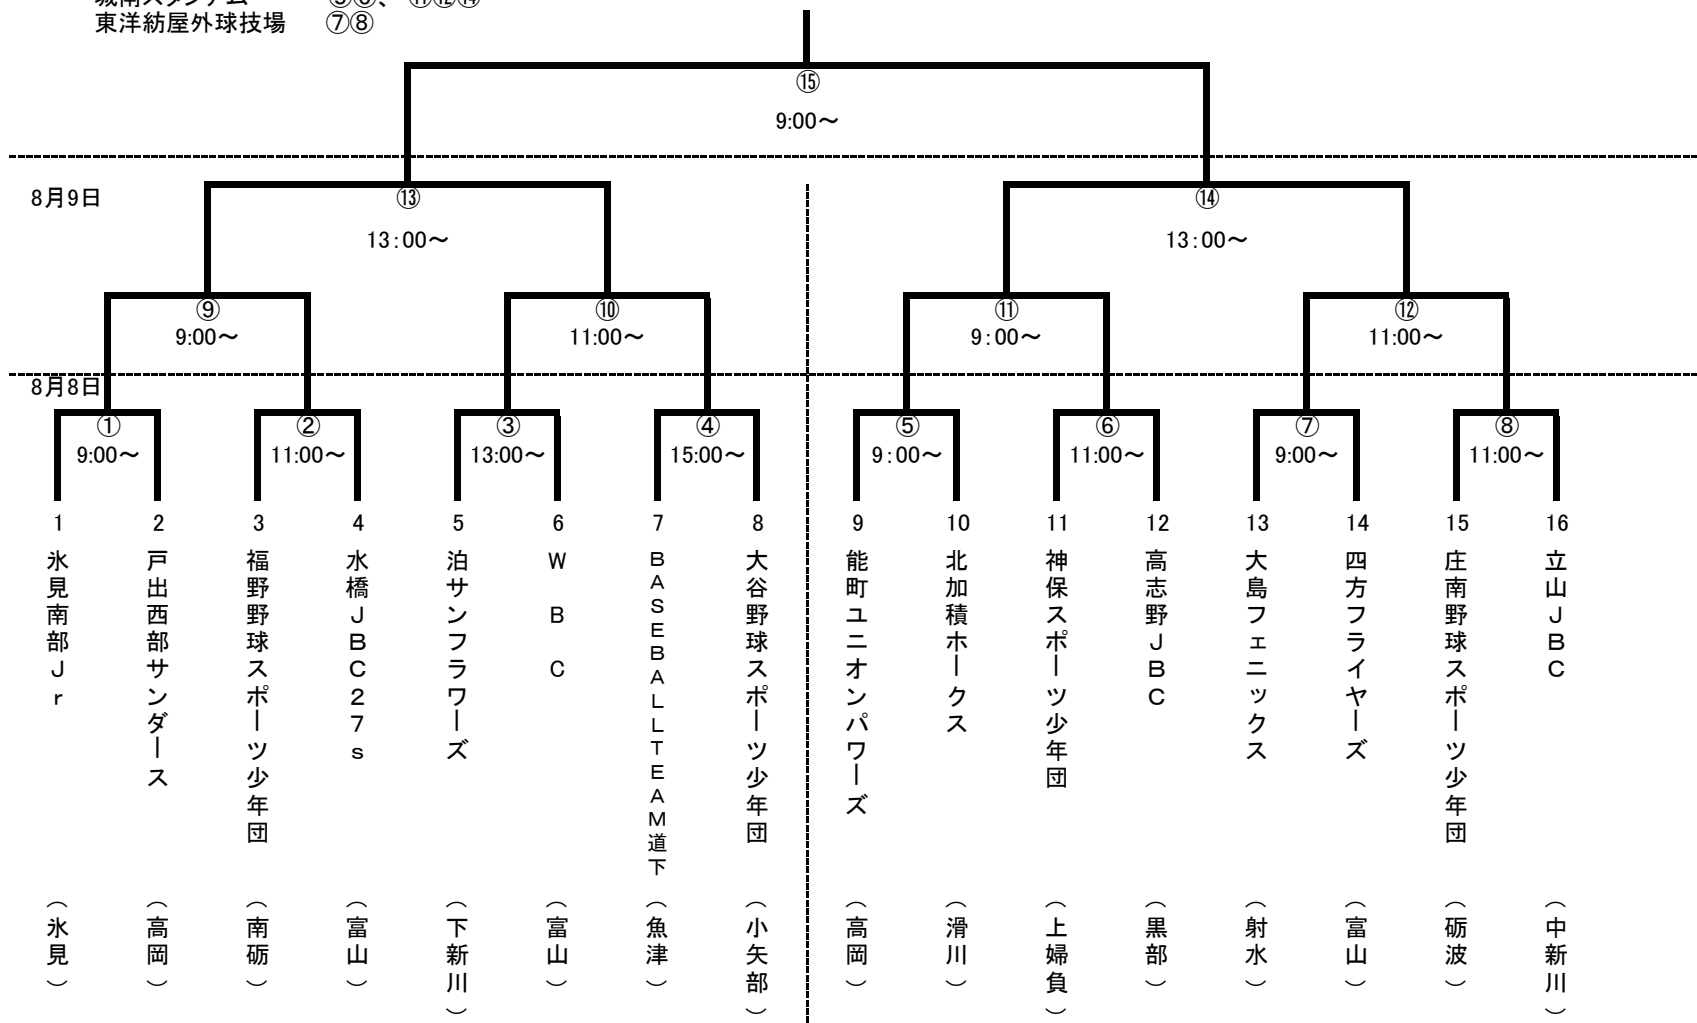 城南スタジアム ⑤⑥、⑪⑫⑭
東洋紡屋外球技場 ⑦⑧
⑮
9:00～
8月9日
⑬ ⑭
13:00～ 13:00～
⑨ ⑩ ⑪ ⑫
9:00～ 11:00～ 9:00～ 11:00～
8月8日
① ② ③ ④ ⑤ ⑥ ⑦ ⑧
9:00～ 11:00～ 13:00～ 15:00～ 9:00～ 11:00～ 9:00～ 11:00～
1 2 3 4 5 6 7 8 9 10 11 12 13 14 15 16
氷見南部Jr
戸出西部サンダース
福野野球スポーツ少年団
水橋JBC27s
泊サンフラワーズ
W B C
BASEBALLTEAM道下
大谷野球スポーツ少年団
能町ユニオンパワーズ
北加積ホークス
神保スポーツ少年団
高志野JBC
大島フェニックス
四方フライヤーズ
庄南野球スポーツ少年団
立山JBC
（氷見）
（高岡）
（南砺）
（富山）
（下新川）
（富山）
（魚津）
（小矢部）
（高岡）
（滑川）
（上婦負）
（黒部）
（射水）
（富山）
（砺波）
（中新川）